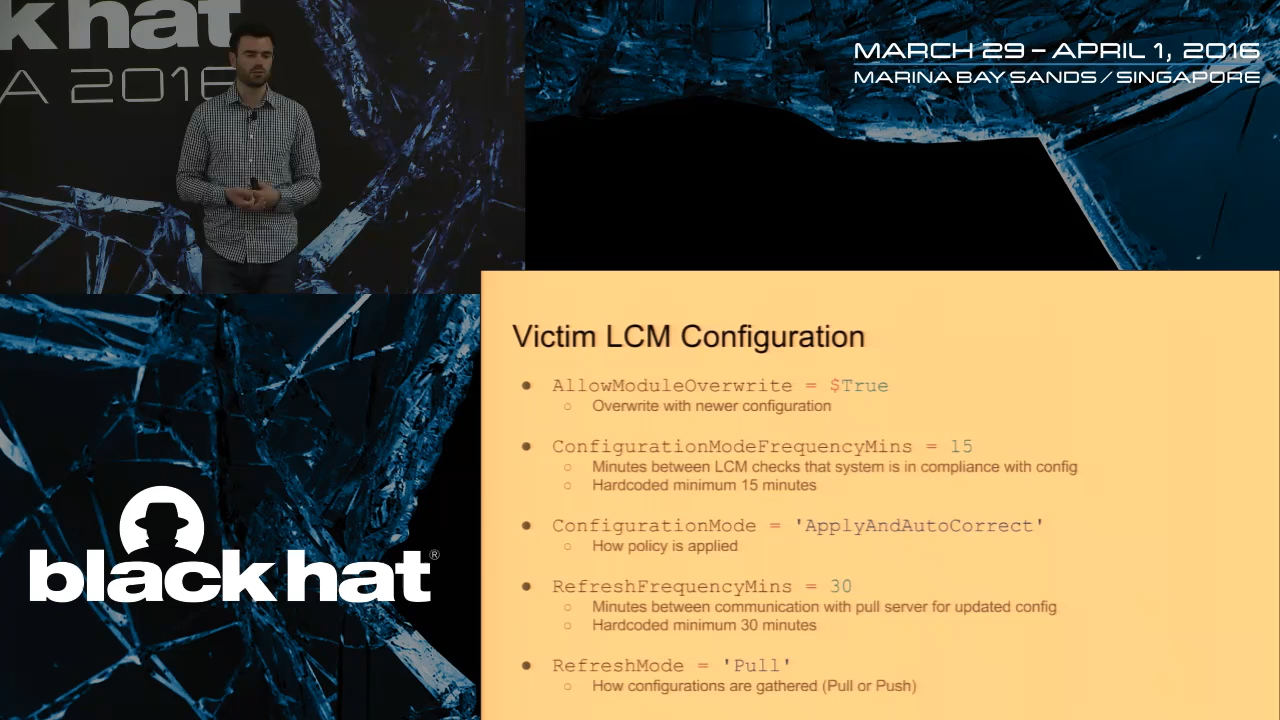 k hat
A 2016
MARCH 29 – APRIL 1, 2016
MARINA BAY SANDS / SINGAPORE
black hat®
Victim LCM Configuration
● AllowModuleOverwrite = $True
○ Overwrite with newer configuration
● ConfigurationModeFrequencyMins = 15
○ Minutes between LCM checks that system is in compliance with config
○ Hardcoded minimum 15 minutes
● ConfigurationMode = 'ApplyAndAutoCorrect'
○ How policy is applied
● RefreshFrequencyMins = 30
○ Minutes between communication with pull server for updated config
○ Hardcoded minimum 30 minutes
● RefreshMode = 'Pull'
○ How configurations are gathered (Pull or Push)